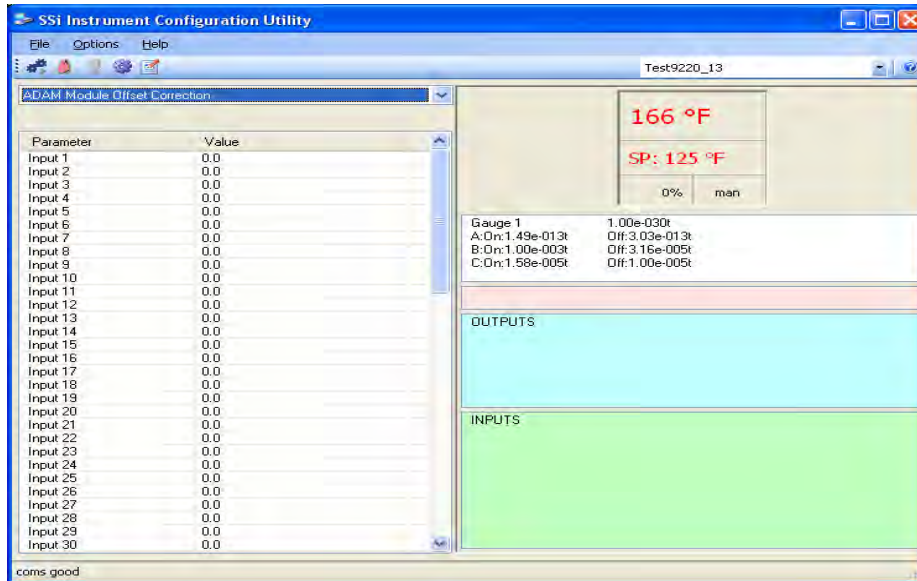 SSi Instrument Configuration Utility
File Options Help
Test9220_13
ADAM Module Offset Correction
Parameter Value
Input 1 0.0
Input 2 0.0
Input 3 0.0
Input 4 0.0
Input 5 0.0
Input 6 0.0
Input 7 0.0
Input 8 0.0
Input 9 0.0
Input 10 0.0
Input 11 0.0
Input 12 0.0
Input 13 0.0
Input 14 0.0
Input 15 0.0
Input 16 0.0
Input 17 0.0
Input 18 0.0
Input 19 0.0
Input 20 0.0
Input 21 0.0
Input 22 0.0
Input 23 0.0
Input 24 0.0
Input 25 0.0
Input 26 0.0
Input 27 0.0
Input 28 0.0
Input 29 0.0
Input 30 0.0
166 °F
SP: 125 °F
0% man
Gauge 1 1.00e-030t
A:On:1.49e-013t Off:3.03e-013t
B:On:1.00e-003t Off:3.16e-005t
C:On:1.58e-005t Off:1.00e-005t
OUTPUTS
INPUTS
coms good